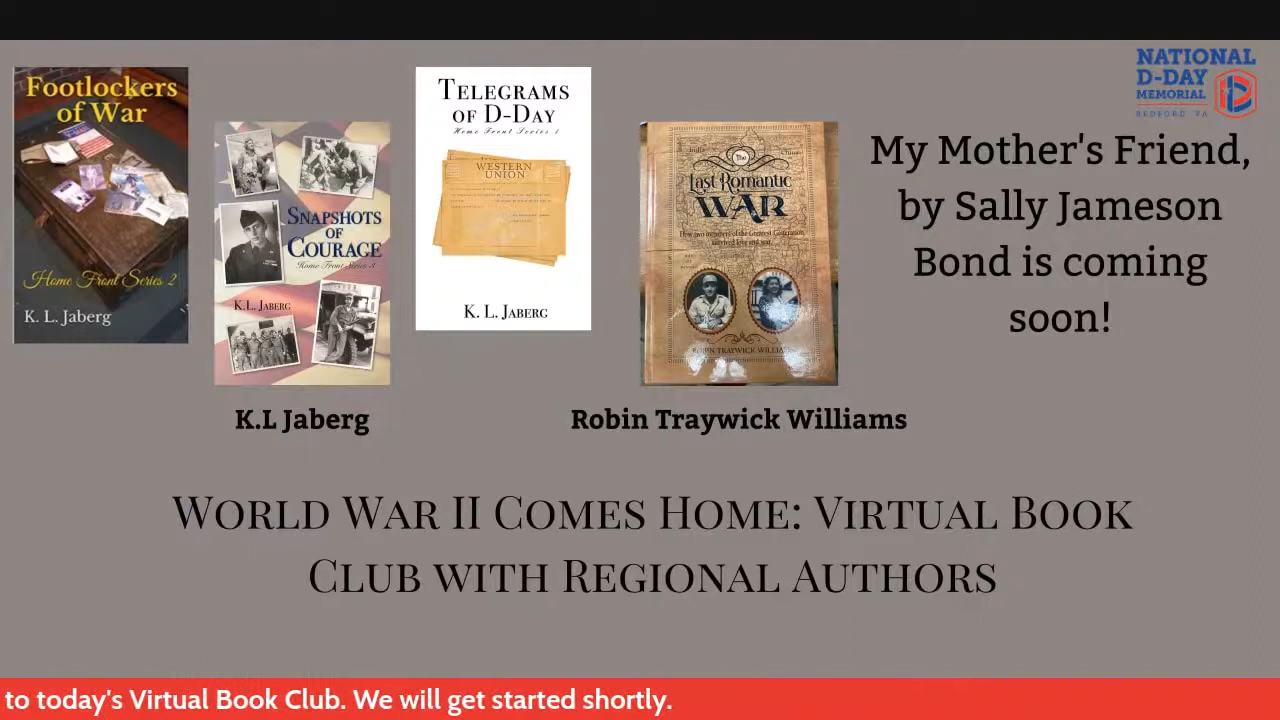 Footlockers
of War
Home Front Series 2
K. L. Jaberg
SNAPSHOTS
OF
COURAGE
Home Front Series 3
K.L. JABERG
TELEGRAMS
OF D-DAY
Home Front Series 1
WESTERN
UNION
K. L. JABERG
The
Last Romantic
WAR
How two members of the Greatest Generation
survived love and war.
ROBIN TRAYWICK WILLIAMS
NATIONAL
D-DAY
MEMORIAL
BEDFORD VA
My Mother's Friend,
by Sally Jameson
Bond is coming
soon!
K.L Jaberg
Robin Traywick Williams
WORLD WAR II COMES HOME: VIRTUAL BOOK
CLUB WITH REGIONAL AUTHORS
to today's Virtual Book Club. We will get started shortly.